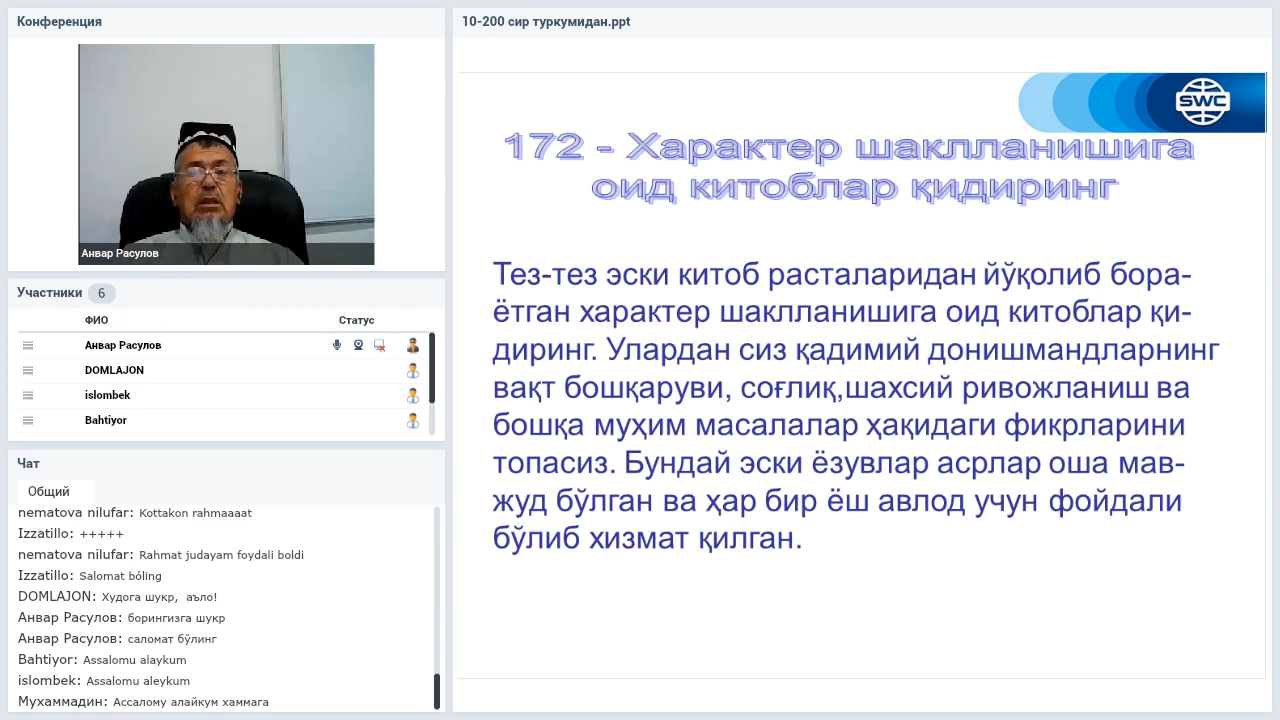 Конференция
Анвар Расулов
Участники 6
ФИО Статус
Анвар Расулов
DOMLAJON
islombek
Bahtiyor
Чат
Общий
nematova nilufar: Kottakon rahmaaaat
Izzatillo: +++++
nematova nilufar: Rahmat judayam foydali boldi
Izzatillo: Salomat bóling
DOMLAJON: Худога шукр, аъло!
Анвар Расулов: борингизга шукр
Анвар Расулов: саломат бўлинг
Bahtiyor: Assalomu alaykum
islombek: Assalomu aleykum
Мухаммадин: Ассалому алайкум хаммага
10-200 сир туркумидан.ppt
SWC
172 - Характер шаклланишига
оид китоблар қидиринг
Тез-тез эски китоб расталаридан йўқолиб бора-
ётган характер шаклланишига оид китоблар қи-
диринг. Улардан сиз қадимий донишмандларнинг
вақт бошқаруви, соғлиқ,шахсий ривожланиш ва
бошқа муҳим масалалар ҳақидаги фикрларини
топасиз. Бундай эски ёзувлар асрлар оша мав-
жуд бўлган ва ҳар бир ёш авлод учун фойдали
бўлиб хизмат қилган.